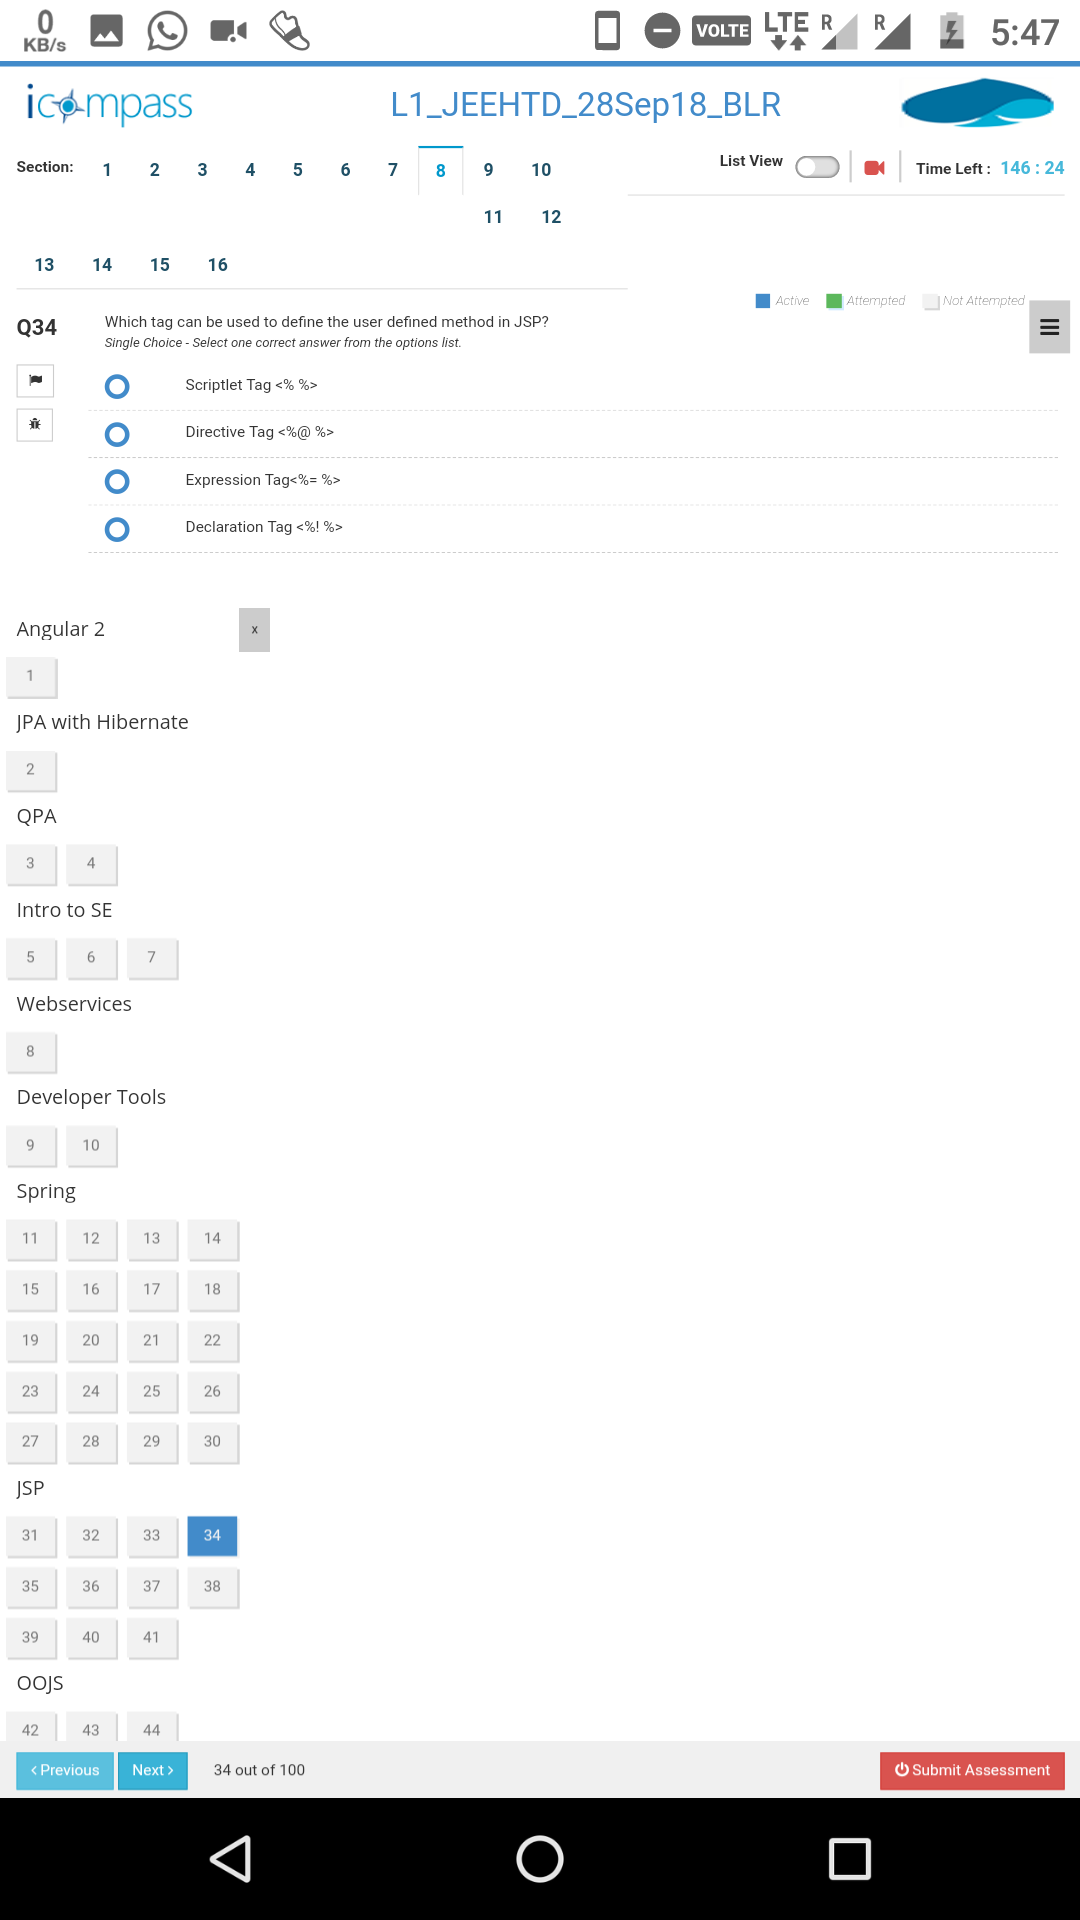 0
KB/s
VOLTE
LTE
R
R
5:47
icompass
L1_JEEHTD_28Sep18_BLR
Section: 1 2 3 4 5 6 7 8 9 10
List View
Time Left : 146 : 24
11 12
13 14 15 16
Active Attempted Not Attempted
Q34
Which tag can be used to define the user defined method in JSP?
Single Choice - Select one correct answer from the options list.
Scriptlet Tag <% %>
Directive Tag <%@ %>
Expression Tag<%= %>
Declaration Tag <%! %>
Angular 2
x
1
JPA with Hibernate
2
QPA
3 4
Intro to SE
5 6 7
Webservices
8
Developer Tools
9 10
Spring
11 12 13 14
15 16 17 18
19 20 21 22
23 24 25 26
27 28 29 30
JSP
31 32 33 34
35 36 37 38
39 40 41
OOJS
42 43 44
Previous
Next
34 out of 100
Submit Assessment